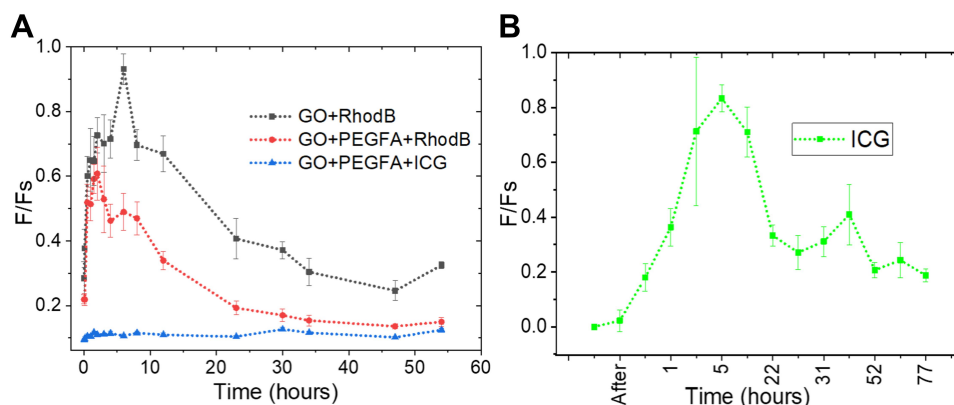 A
B
1.0
0.8
0.6
0.4
0.2
F/Fs
GO+RhodB
GO+PEGFA+RhodB
GO+PEGFA+ICG
0 10 20 30 40 50 60
Time (hours)
1.0
0.8
0.6
0.4
0.2
0.0
F/Fs
ICG
After 1 5 22 31 52 77
Time (hours)